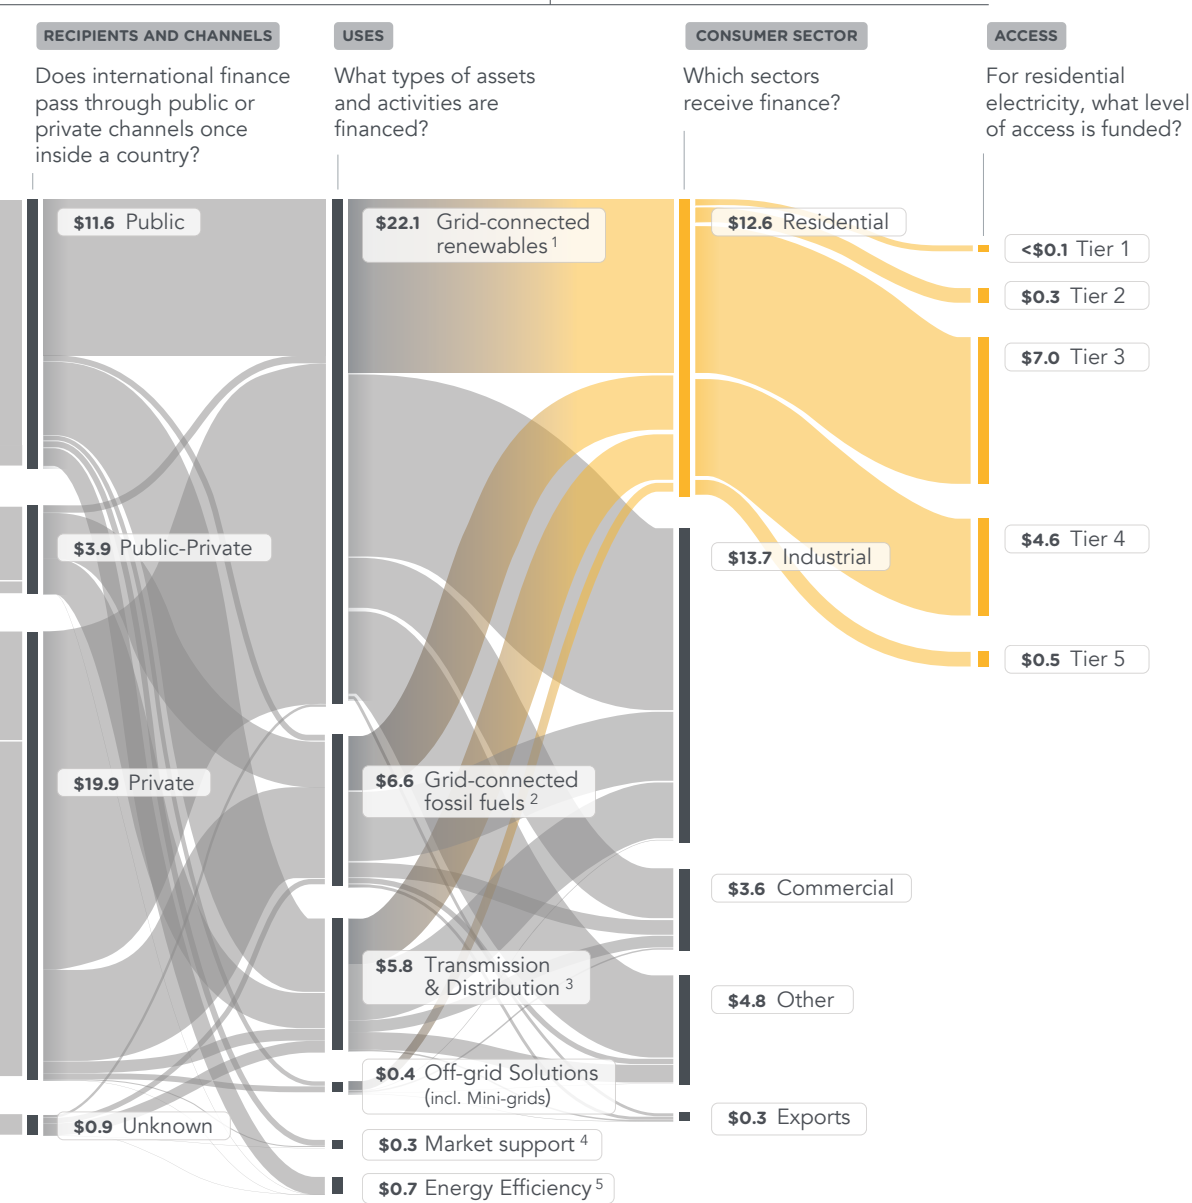 RECIPIENTS AND CHANNELS
Does international finance
pass through public or
private channels once
inside a country?
USES
What types of assets
and activities are
financed?
CONSUMER SECTOR
Which sectors
receive finance?
ACCESS
For residential
electricity, what level
of access is funded?
$11.6 Public
$3.9 Public-Private
$19.9 Private
$0.9 Unknown
$22.1 Grid-connected
renewables 1
$6.6 Grid-connected
fossil fuels 2
$5.8 Transmission
& Distribution 3
$0.4 Off-grid Solutions
(incl. Mini-grids)
$0.3 Market support 4
$0.7 Energy Efficiency 5
$12.6 Residential
$13.7 Industrial
$3.6 Commercial
$4.8 Other
$0.3 Exports
<$0.1 Tier 1
$0.3 Tier 2
$7.0 Tier 3
$4.6 Tier 4
$0.5 Tier 5